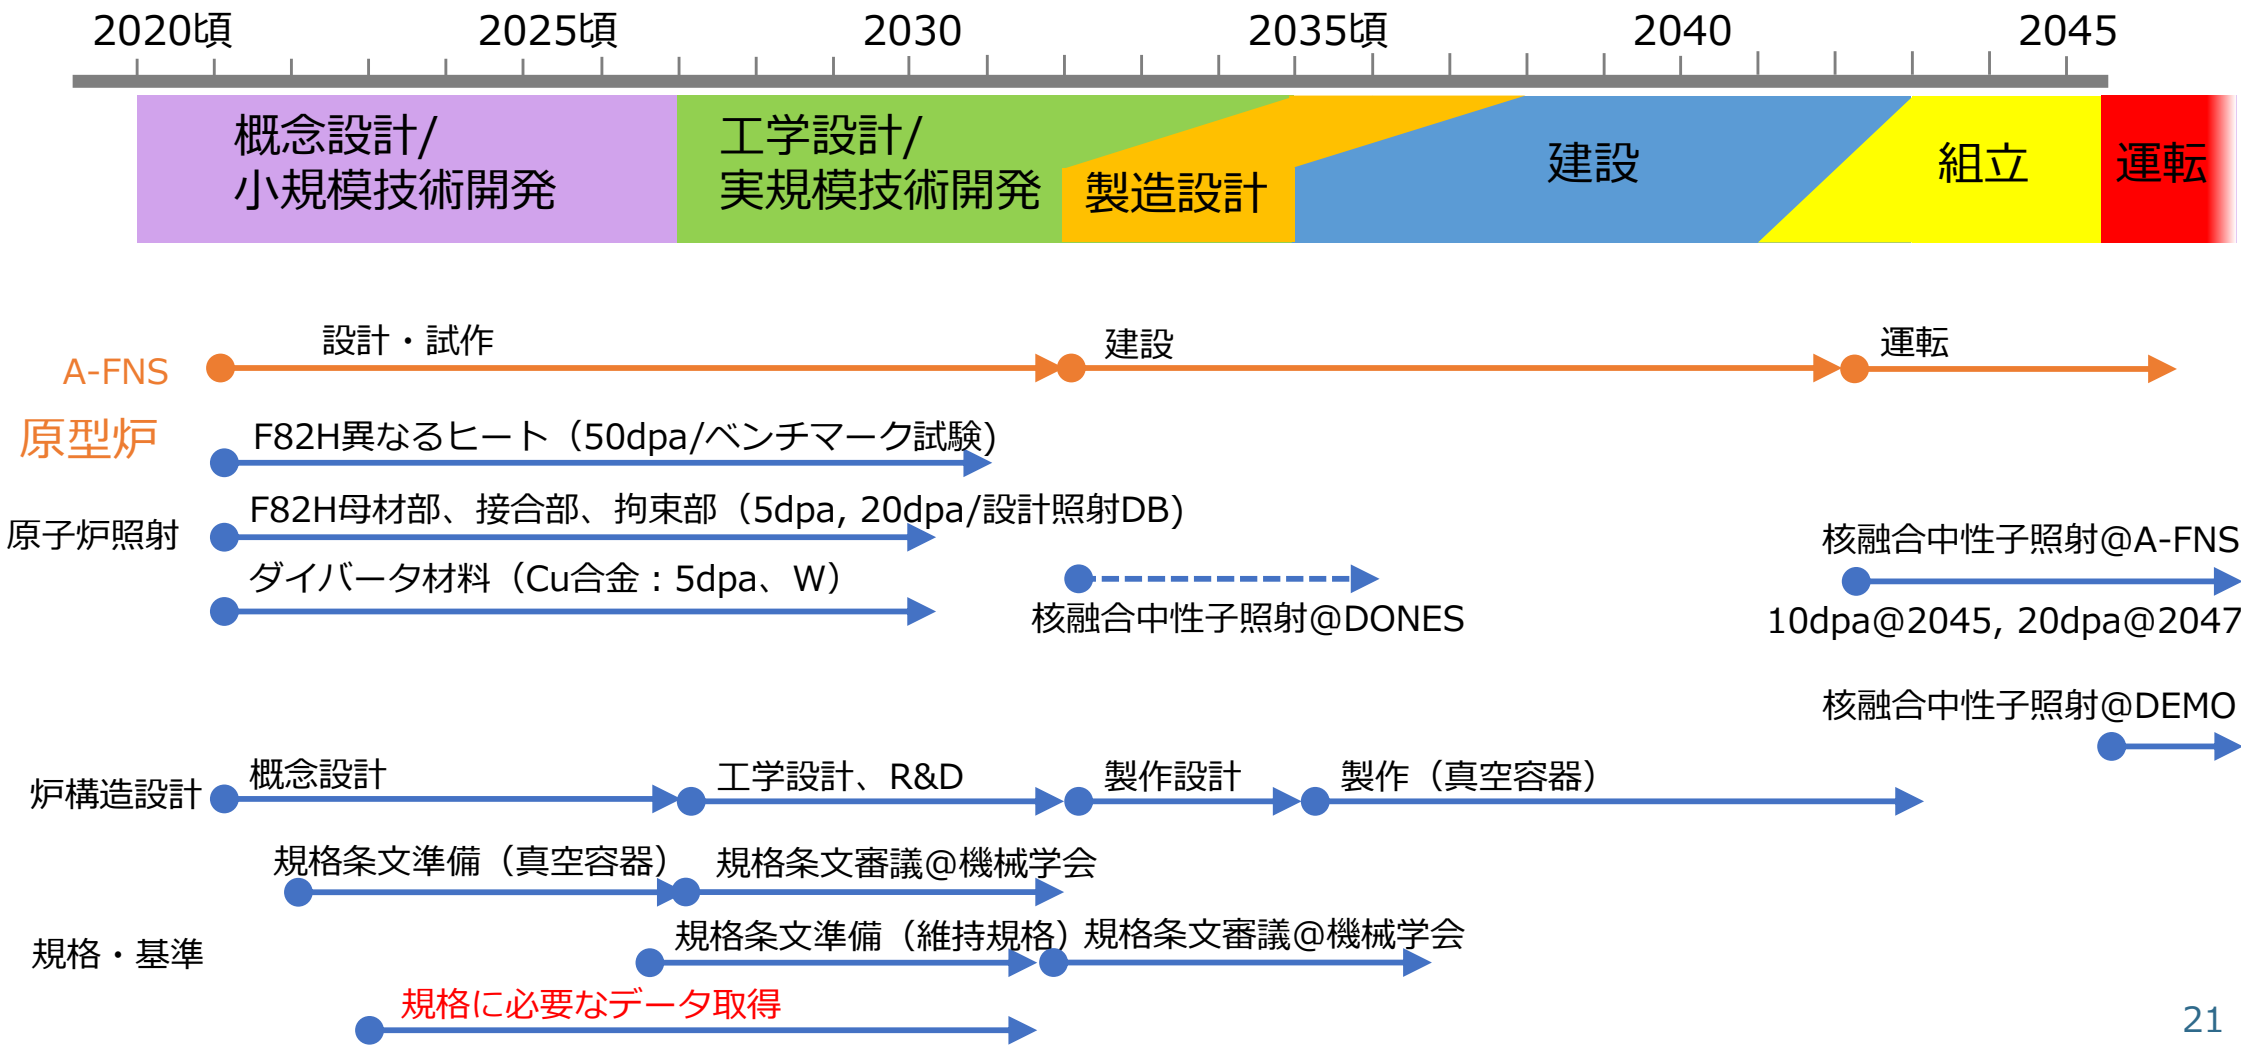 2020頃
2025頃
2030
2035頃
2040
2045
概念設計/
小規模技術開発
工学設計/
実規模技術開発
製造設計
建設
組立
運転
A-FNS
設計・試作
建設
運転
原型炉
F82H異なるヒート（50dpa/ベンチマーク試験)
原子炉照射
F82H母材部、接合部、拘束部（5dpa, 20dpa/設計照射DB)
ダイバータ材料（Cu合金：5dpa、W）
核融合中性子照射@DONES
核融合中性子照射@A-FNS
10dpa@2045, 20dpa@2047
核融合中性子照射@DEMO
炉構造設計
概念設計
工学設計、R&D
製作設計
製作（真空容器）
規格条文準備（真空容器）
規格条文審議@機械学会
規格・基準
規格条文準備（維持規格）
規格条文審議@機械学会
規格に必要なデータ取得
21